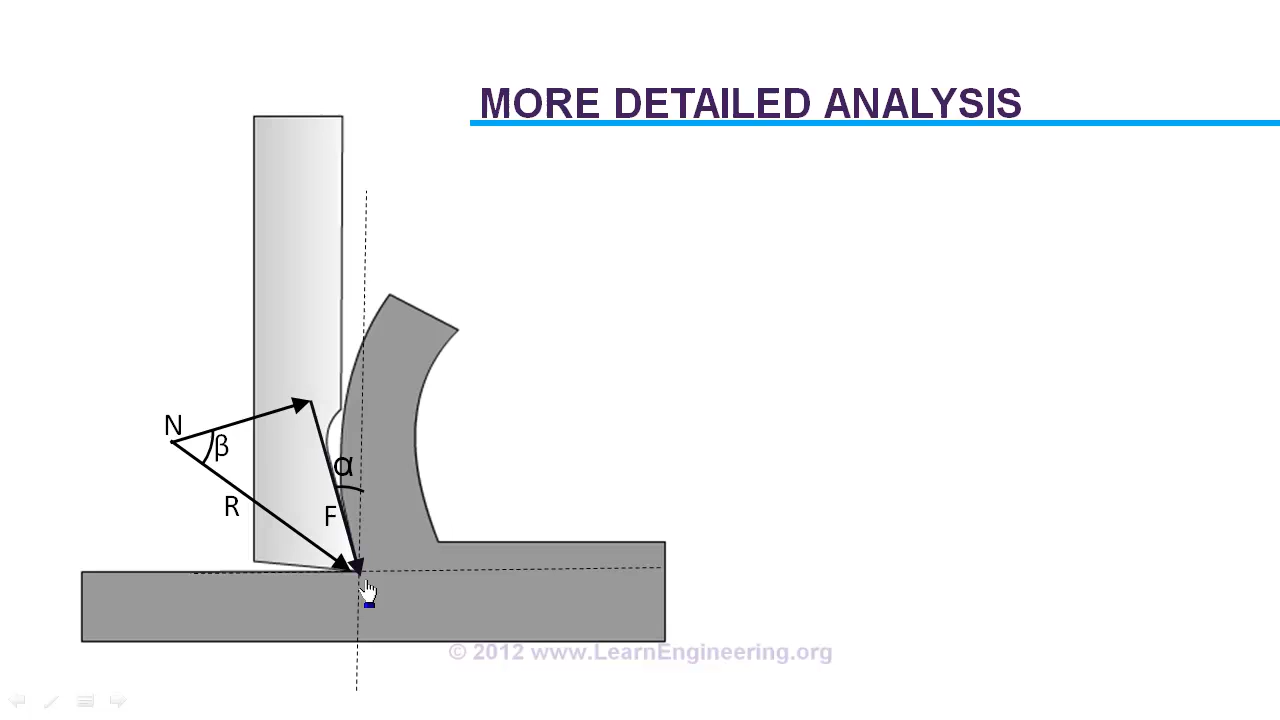 MORE DETAILED ANALYSIS
N
β
α
R
F
© 2012 www.LearnEngineering.org